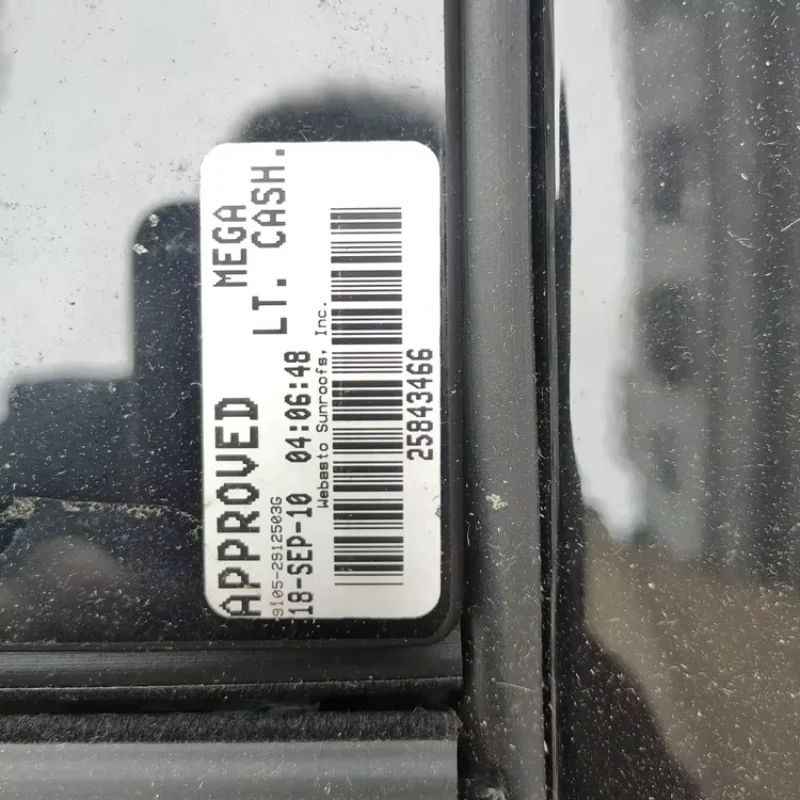 APPROVED MEGA
LT. CASH.
9105-2912503G
18-SEP-10 04:06:48
Webasto Sunroofs, Inc.
25843466